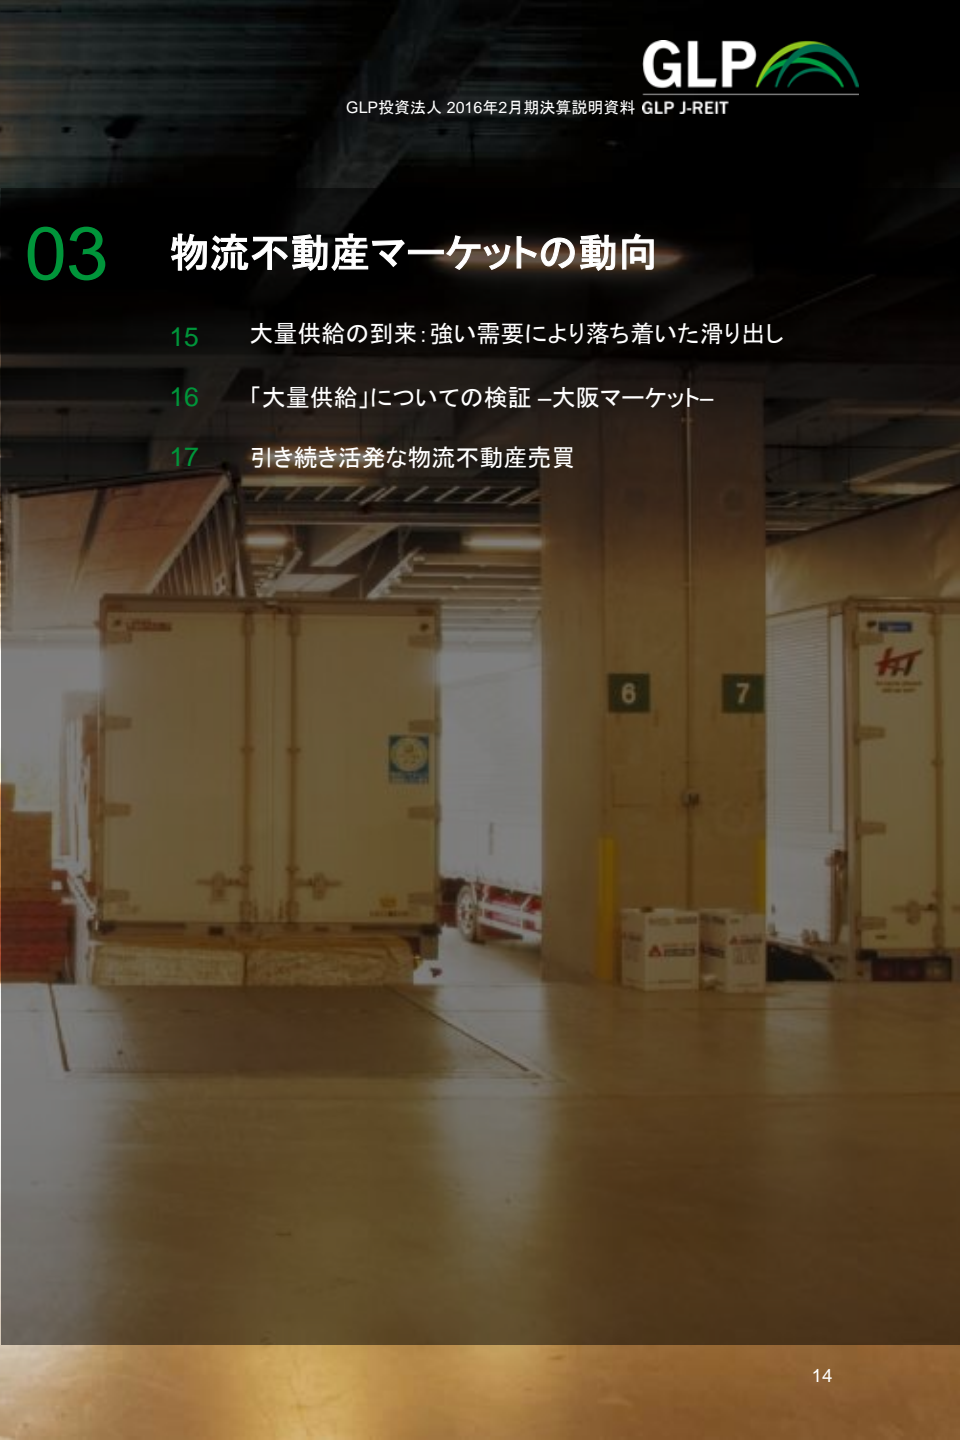 GLP
GLP投資法人 2016年2月期決算説明資料 GLP J-REIT
03 物流不動産マーケットの動向
15 大量供給の到来：強い需要により落ち着いた滑り出し
16 「大量供給」についての検証 –大阪マーケット–
17 引き続き活発な物流不動産売買
6 7
14